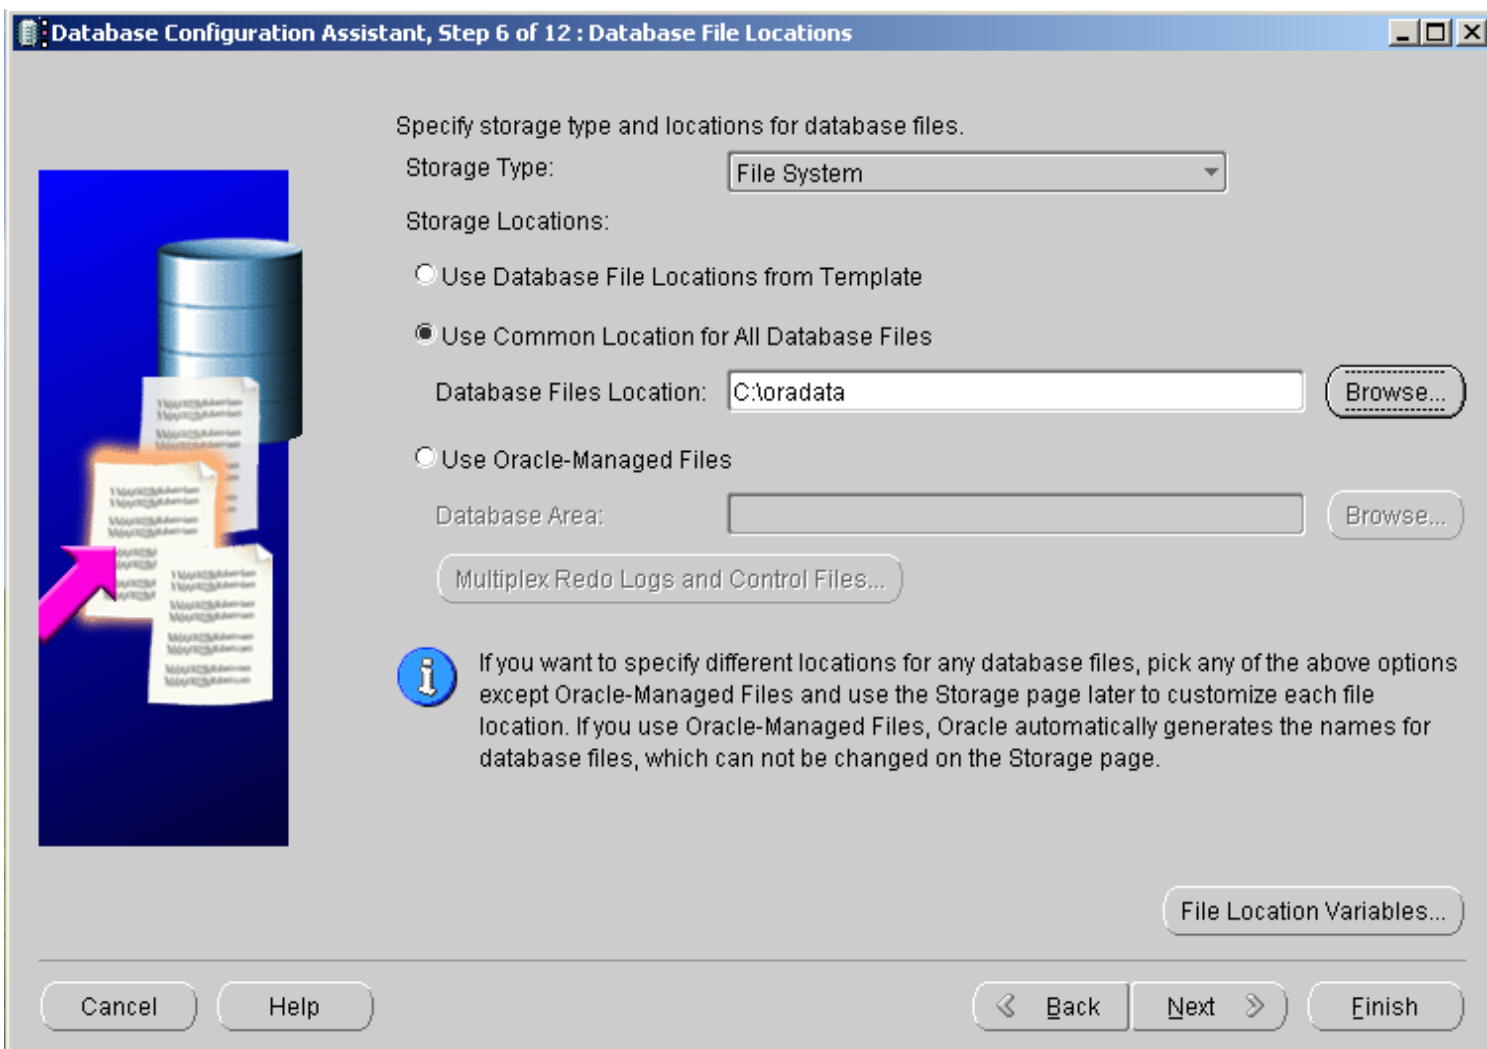 Database Configuration Assistant, Step 6 of 12 : Database File Locations
Specify storage type and locations for database files.
Storage Type: File System
Storage Locations:
Use Database File Locations from Template
Use Common Location for All Database Files
Database Files Location: C:\oradata Browse...
Use Oracle-Managed Files
Database Area: Browse...
Multiplex Redo Logs and Control Files...
If you want to specify different locations for any database files, pick any of the above options
except Oracle-Managed Files and use the Storage page later to customize each file
location. If you use Oracle-Managed Files, Oracle automatically generates the names for
database files, which can not be changed on the Storage page.
File Location Variables...
Cancel Help Back Next Finish